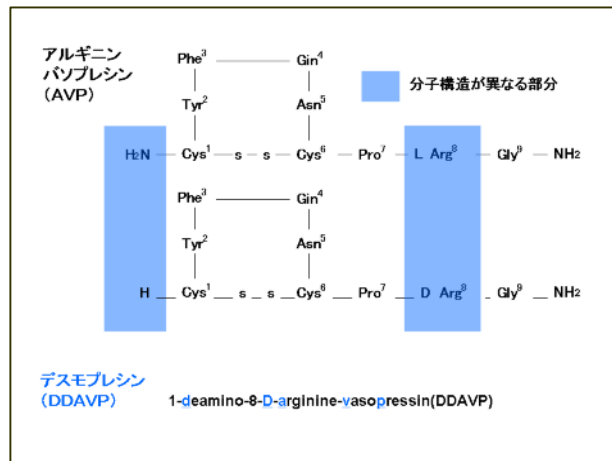 アルギニン
バソプレシン
(AVP)
Phe³ Gin⁴
分子構造が異なる部分
Tyr² Asn⁵
H₂N Cys¹ s s Cys⁶ Pro⁷ L Arg⁸ Gly⁹ NH₂
Phe³ Gin⁴
Tyr² Asn⁵
H Cys¹ s s Cys⁶ Pro⁷ D Arg⁸ Gly⁹ NH₂
デスモプレシン
(DDAVP)
1-deamino-8-D-arginine-vasopressin(DDAVP)